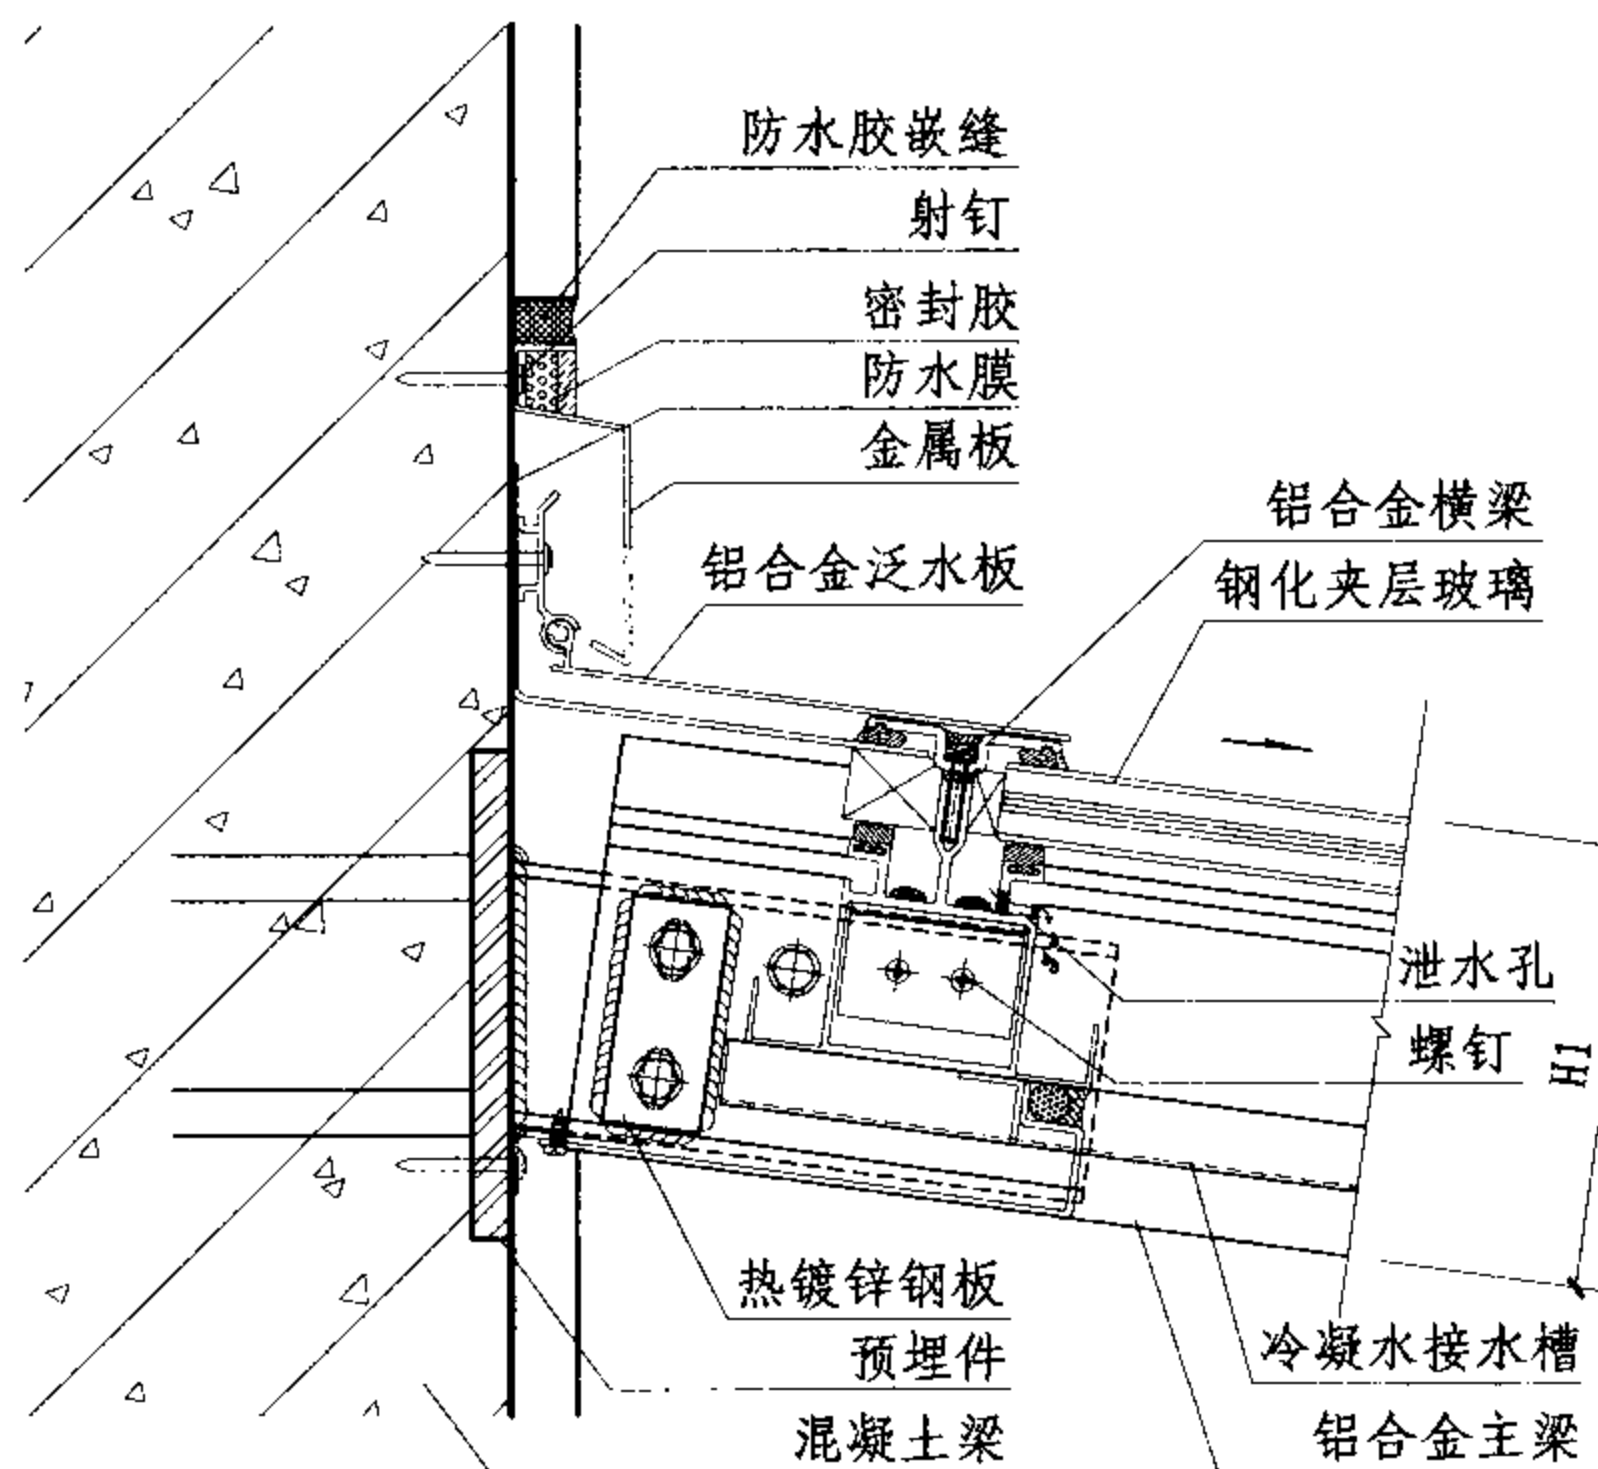 防水胶嵌缝
射钉
密封胶
防水膜
金属板
铝合金横梁
钢化夹层玻璃
铝合金泛水板
泄水孔
螺钉
H1
热镀锌钢板
预埋件
混凝土梁
冷凝水接水槽
铝合金主梁